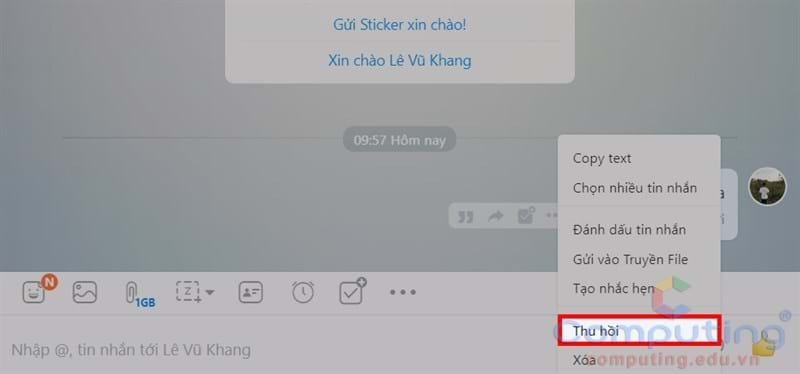 Gửi Sticker xin chào!
Xin chào Lê Vũ Khang
09:57 Hôm nay
Copy text
Chọn nhiều tin nhắn
a
Đánh dấu tin nhắn
Gửi vào Truyền File
Tạo nhắc hẹn
N
1GB
Z
Thu hồi
Computing®
Nhập @, tin nhắn tới Lê Vũ Khang
Xóa
computing.edu.vn